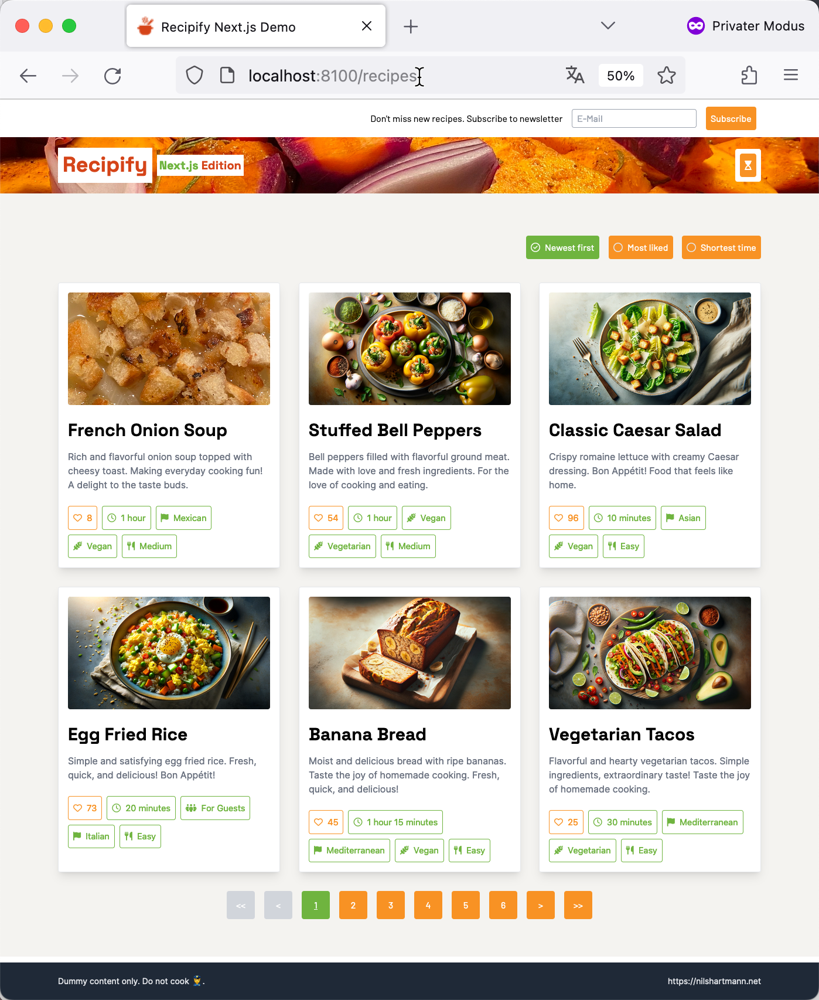 Recipify Next.js Demo
Privater Modus
localhost:8100/recipes
50%
Don't miss new recipes. Subscribe to newsletter
E-Mail
Subscribe
Recipify
Next.js Edition
Newest first
Most liked
Shortest time
French Onion Soup
Rich and flavorful onion soup topped with
cheesy toast. Making everyday cooking fun!
A delight to the taste buds.
8
1 hour
Mexican
Vegan
Medium
Stuffed Bell Peppers
Bell peppers filled with flavorful ground meat.
Made with love and fresh ingredients. For the
love of cooking and eating.
54
1 hour
Vegan
Vegetarian
Medium
Classic Caesar Salad
Crispy romaine lettuce with creamy Caesar
dressing. Bon Appétit! Food that feels like
home.
96
10 minutes
Asian
Vegan
Easy
Egg Fried Rice
Simple and satisfying egg fried rice. Fresh,
quick, and delicious! Bon Appétit!
73
20 minutes
For Guests
Italian
Easy
Banana Bread
Moist and delicious bread with ripe bananas.
Taste the joy of homemade cooking. Fresh,
quick, and delicious!
45
1 hour 15 minutes
Mediterranean
Vegan
Easy
Vegetarian Tacos
Flavorful and hearty vegetarian tacos. Simple
ingredients, extraordinary taste! Taste the joy
of homemade cooking.
25
30 minutes
Mediterranean
Vegetarian
Easy
<< < 1 2 3 4 5 6 > >>
Dummy content only. Do not cook 👮.
https://nilshartmann.net